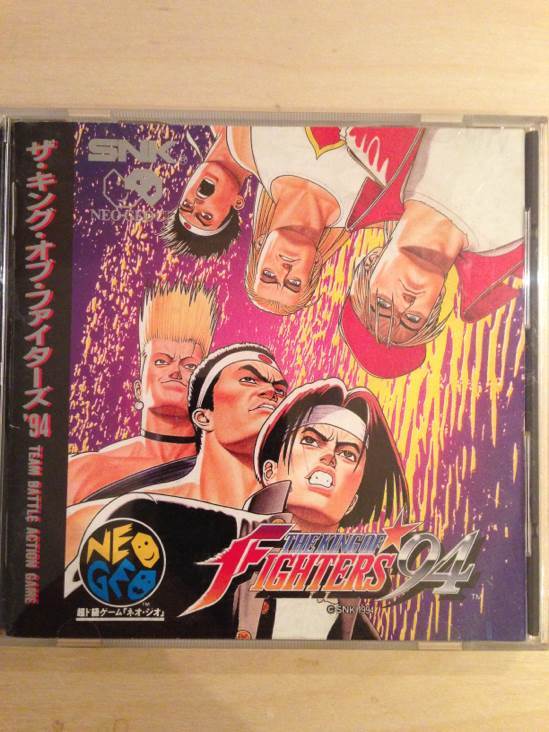 ザ・キング・オブ・ファイターズ'94 TEAM BATTLE ACTION GAME
SNK
NEO•GEO
NEO
GEO
™
超ド級ゲーム『ネオ・ジオ』
THE KING OF
FIGHTERS '94
™
©SNK 1994